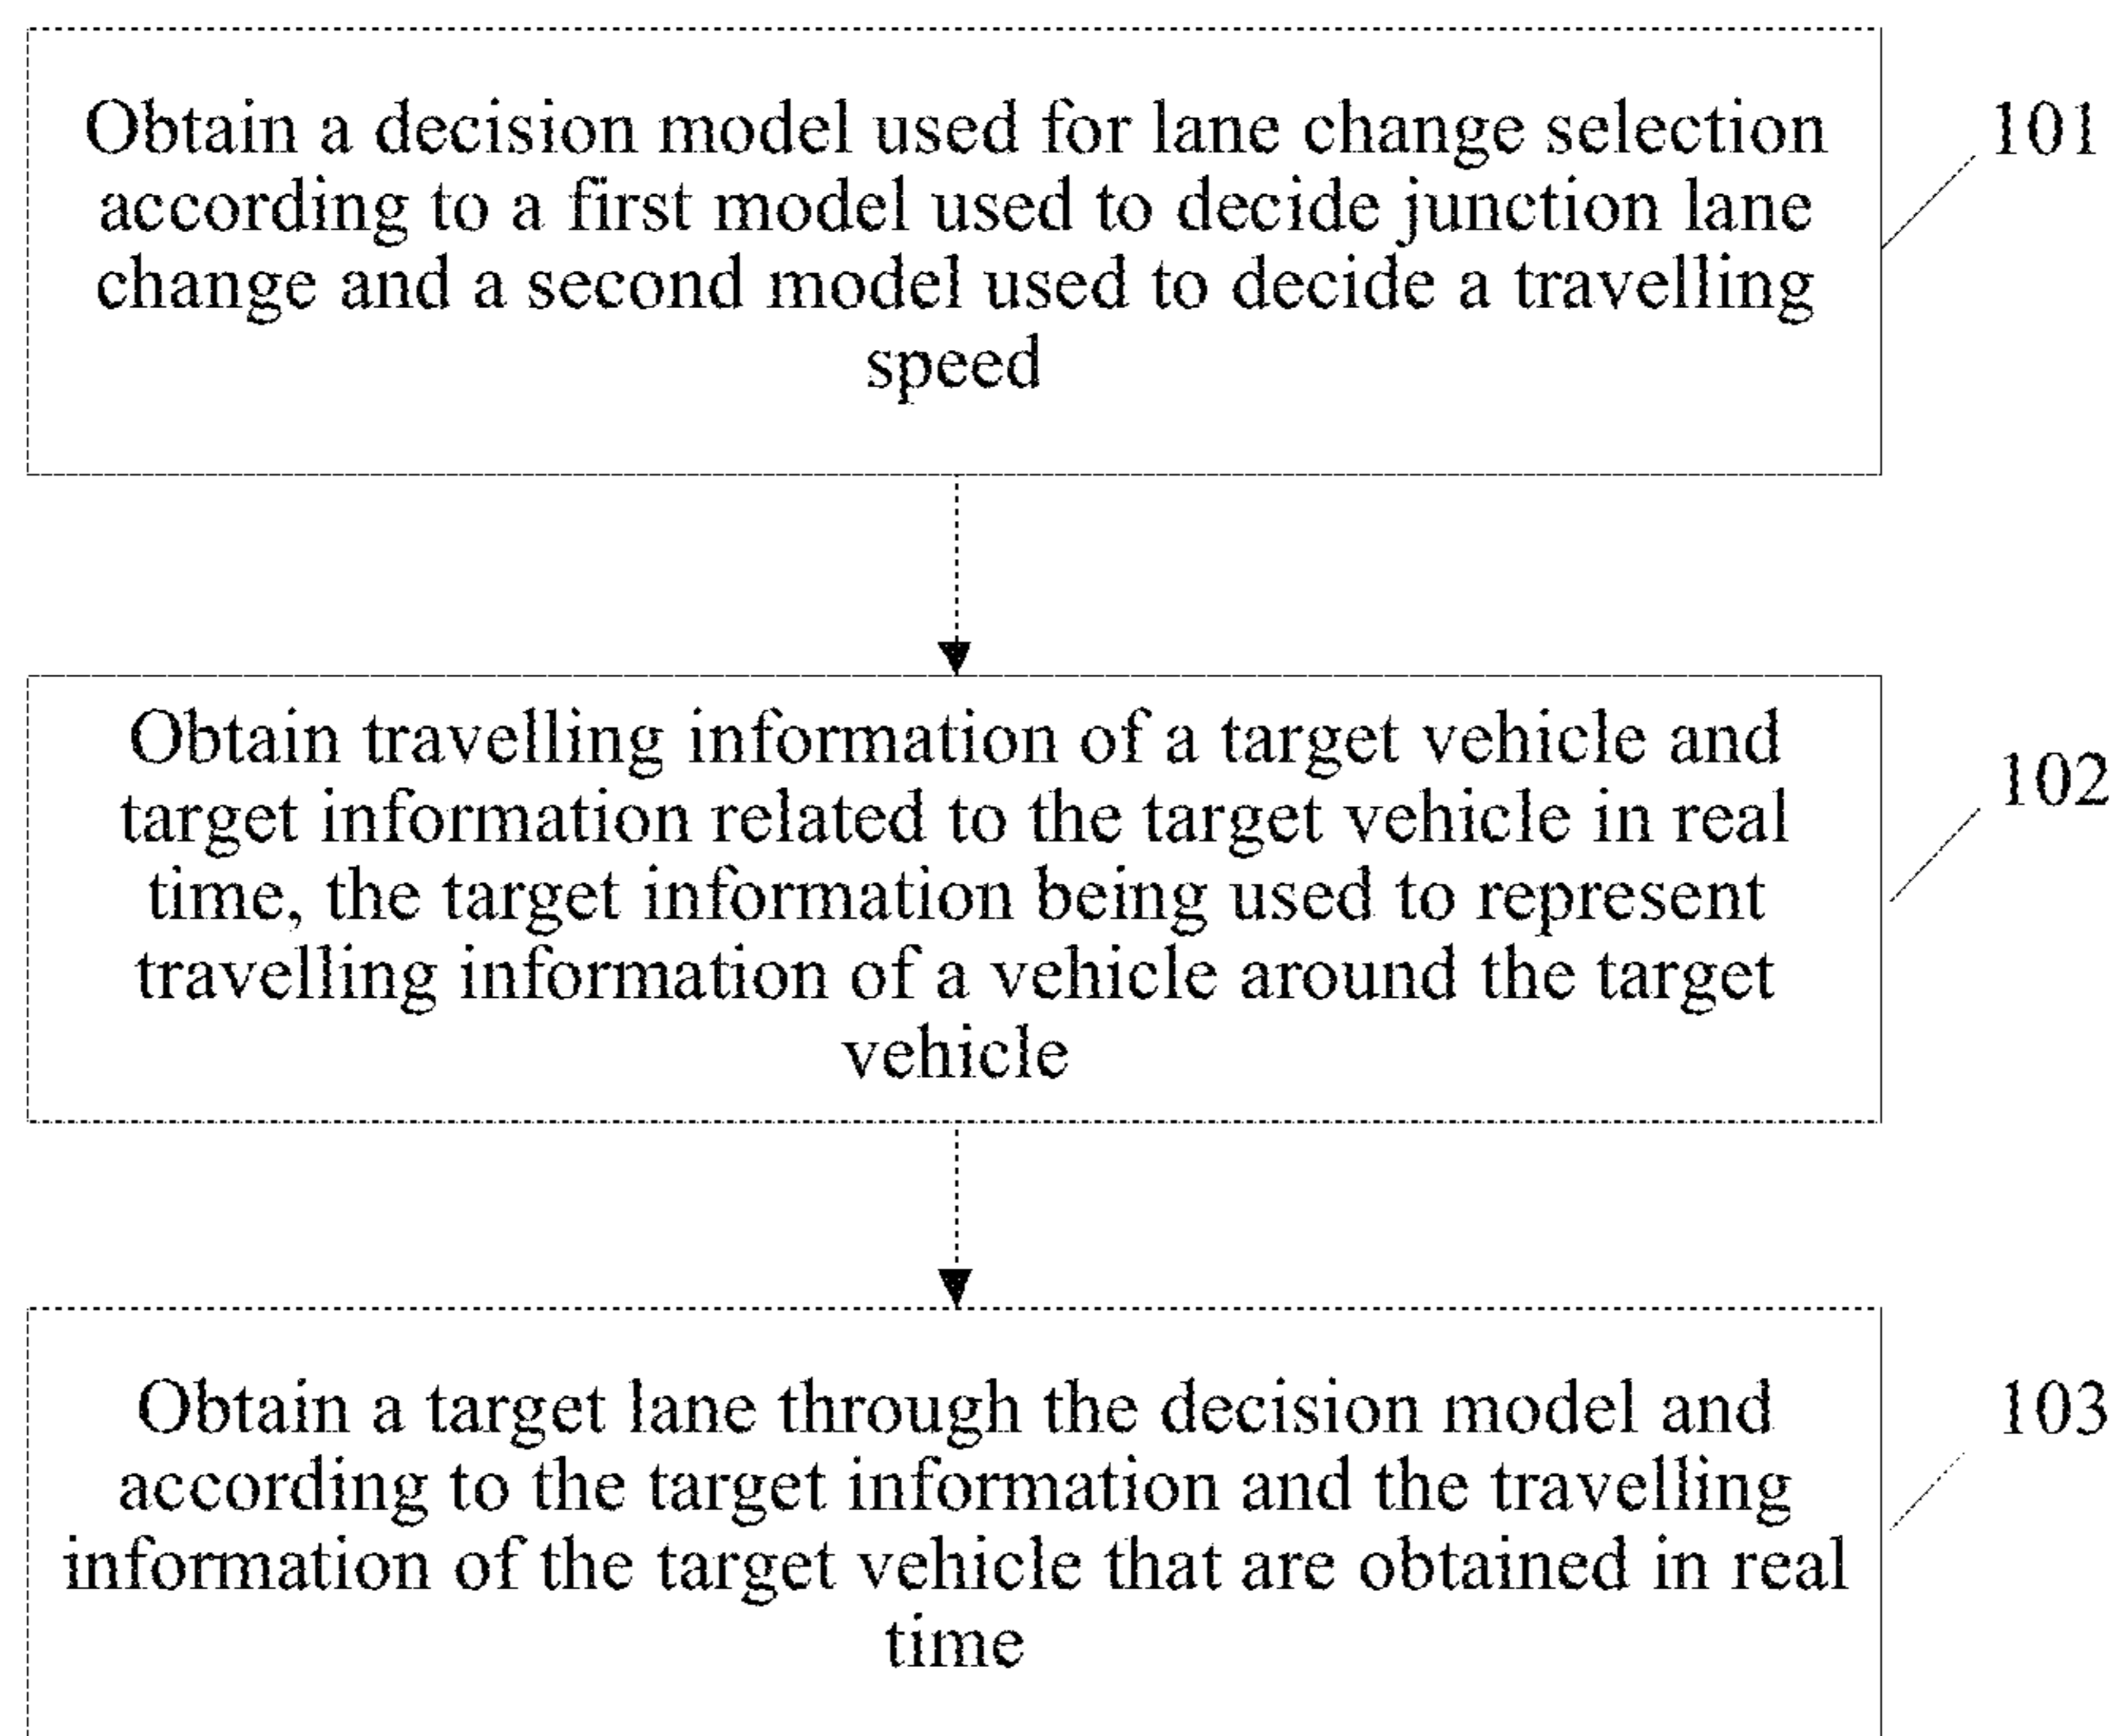 Obtain a decision model used for lane change selection
according to a first model used to decide junction lane
change and a second model used to decide a travelling
speed
101
Obtain travelling information of a target vehicle and
target information related to the target vehicle in real
time, the target information being used to represent
travelling information of a vehicle around the target
vehicle
102
Obtain a target lane through the decision model and
according to the target information and the travelling
information of the target vehicle that are obtained in real
time
103